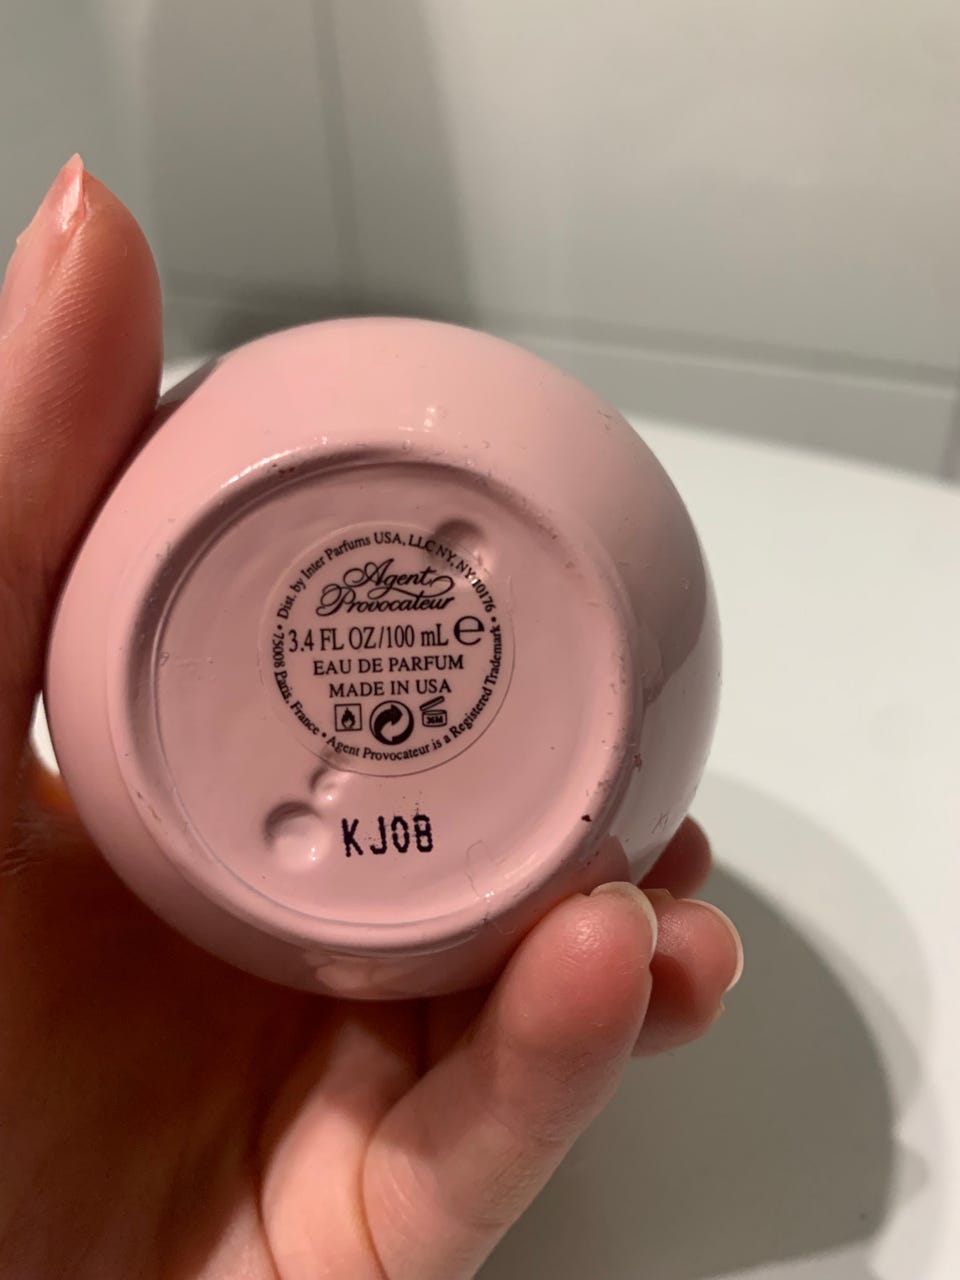 • Dist. by Inter Parfums USA, LLC NY, NY 10176 •
Agent
Provocateur
3.4 FL OZ/100 mL e
EAU DE PARFUM
MADE IN USA
36M
75008 Paris, France • Agent Provocateur is a Registered Trademark •
KJ0B